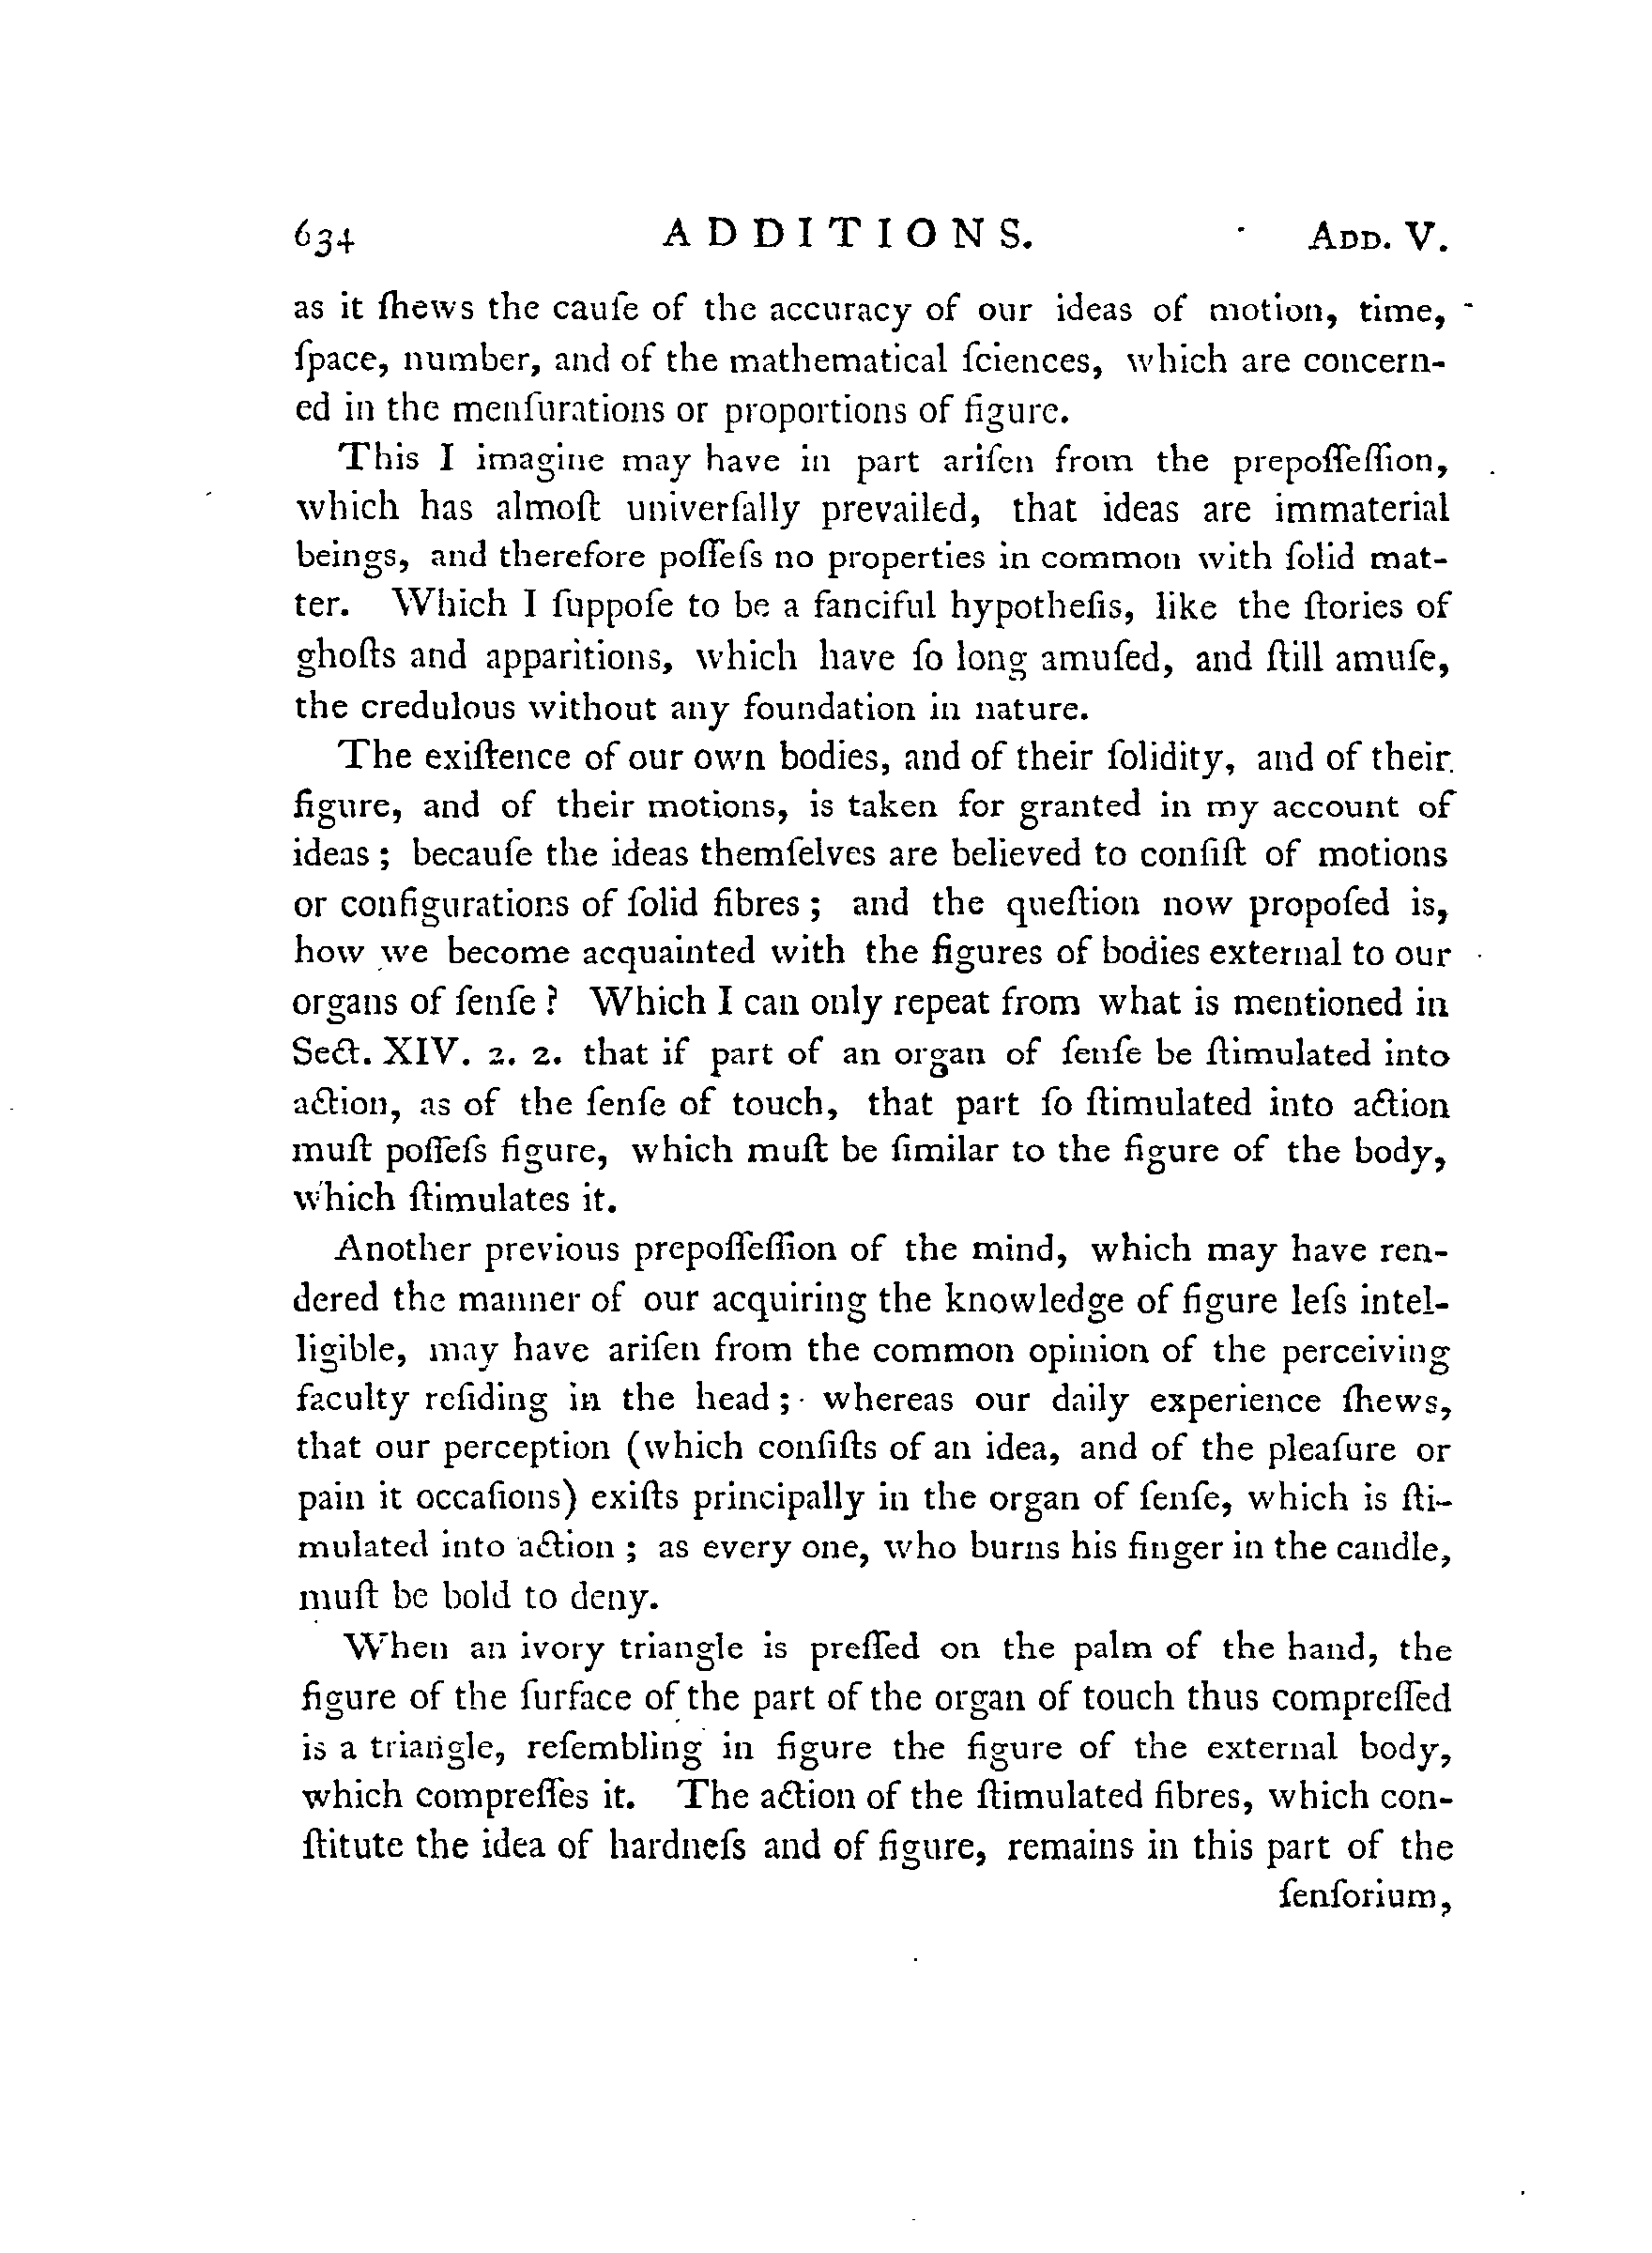 634 ADDITIONS. ADD. V.
as it ſhews the cauſe of the accuracy of our ideas of motion, time,
ſpace, number, and of the mathematical ſciences, which are concern-
ed in the menſurations or proportions of figure.
This I imagine may have in part ariſen from the prepoſſeſſion,
which has almoſt univerſally prevailed, that ideas are immaterial
beings, and therefore poſſeſs no properties in common with ſolid mat-
ter. Which I ſuppoſe to be a fanciful hypotheſis, like the ſtories of
ghoſts and apparitions, which have ſo long amuſed, and ſtill amuſe,
the credulous without any foundation in nature.
The exiſtence of our own bodies, and of their ſolidity, and of their
figure, and of their motions, is taken for granted in my account of
ideas; becauſe the ideas themſelves are believed to conſiſt of motions
or configurations of ſolid fibres; and the queſtion now propoſed is,
how we become acquainted with the figures of bodies external to our
organs of ſenſe? Which I can only repeat from what is mentioned in
Sect. XIV. 2. 2. that if part of an organ of ſenſe be ſtimulated into
action, as of the ſenſe of touch, that part ſo ſtimulated into action
muſt poſſeſs figure, which muſt be ſimilar to the figure of the body,
which ſtimulates it.
Another previous prepoſſeſſion of the mind, which may have ren-
dered the manner of our acquiring the knowledge of figure leſs intel-
ligible, may have ariſen from the common opinion of the perceiving
faculty reſiding in the head; whereas our daily experience ſhews,
that our perception (which conſiſts of an idea, and of the pleaſure or
pain it occaſions) exiſts principally in the organ of ſenſe, which is ſti-
mulated into action; as every one, who burns his finger in the candle,
muſt be bold to deny.
When an ivory triangle is preſſed on the palm of the hand, the
figure of the ſurface of the part of the organ of touch thus compreſſed
is a triangle, reſembling in figure the figure of the external body,
which compreſſes it. The action of the ſtimulated fibres, which con-
ſtitute the idea of hardneſs and of figure, remains in this part of the
ſenſorium,